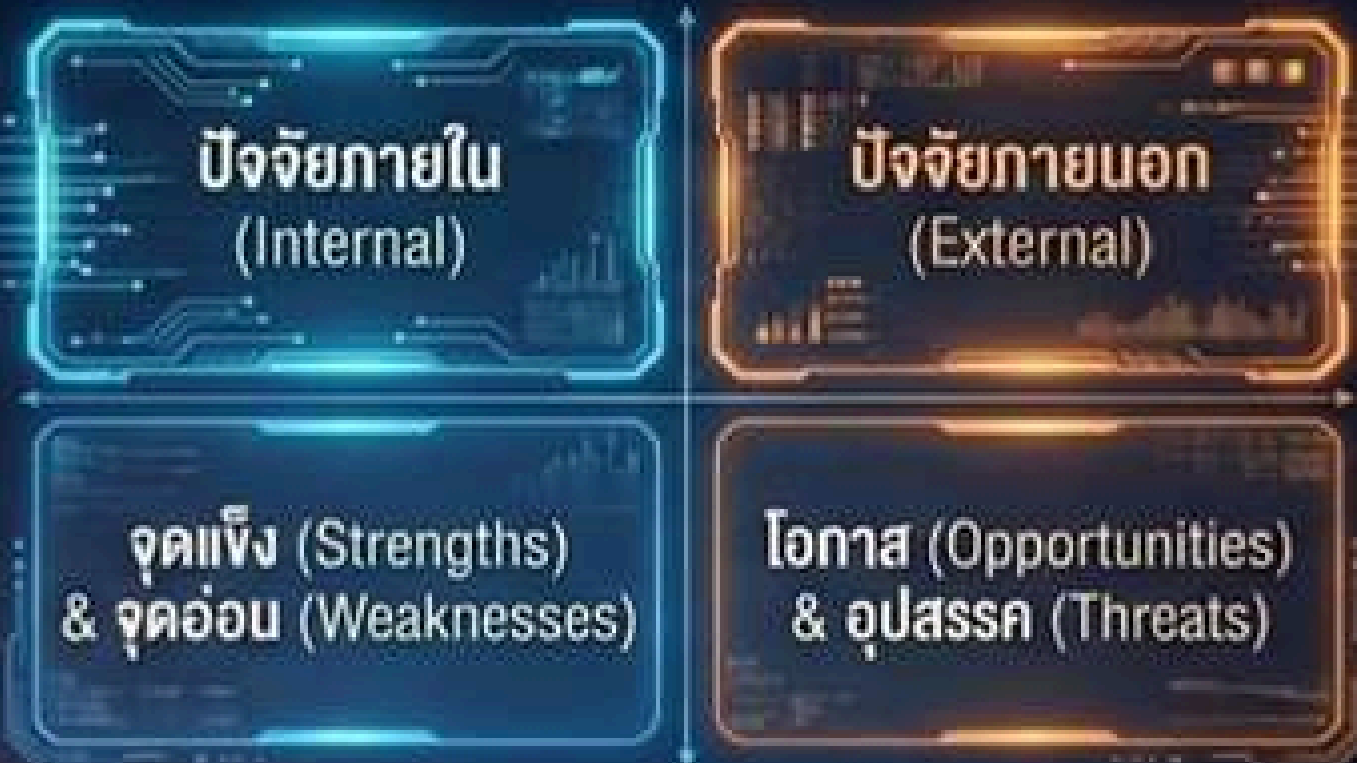 ปัจจัยภายใน
(Internal)
ปัจจัยภายนอก
(External)
จุดแข็ง (Strengths)
& จุดอ่อน (Weaknesses)
โอกาส (Opportunities)
& อุปสรรค (Threats)